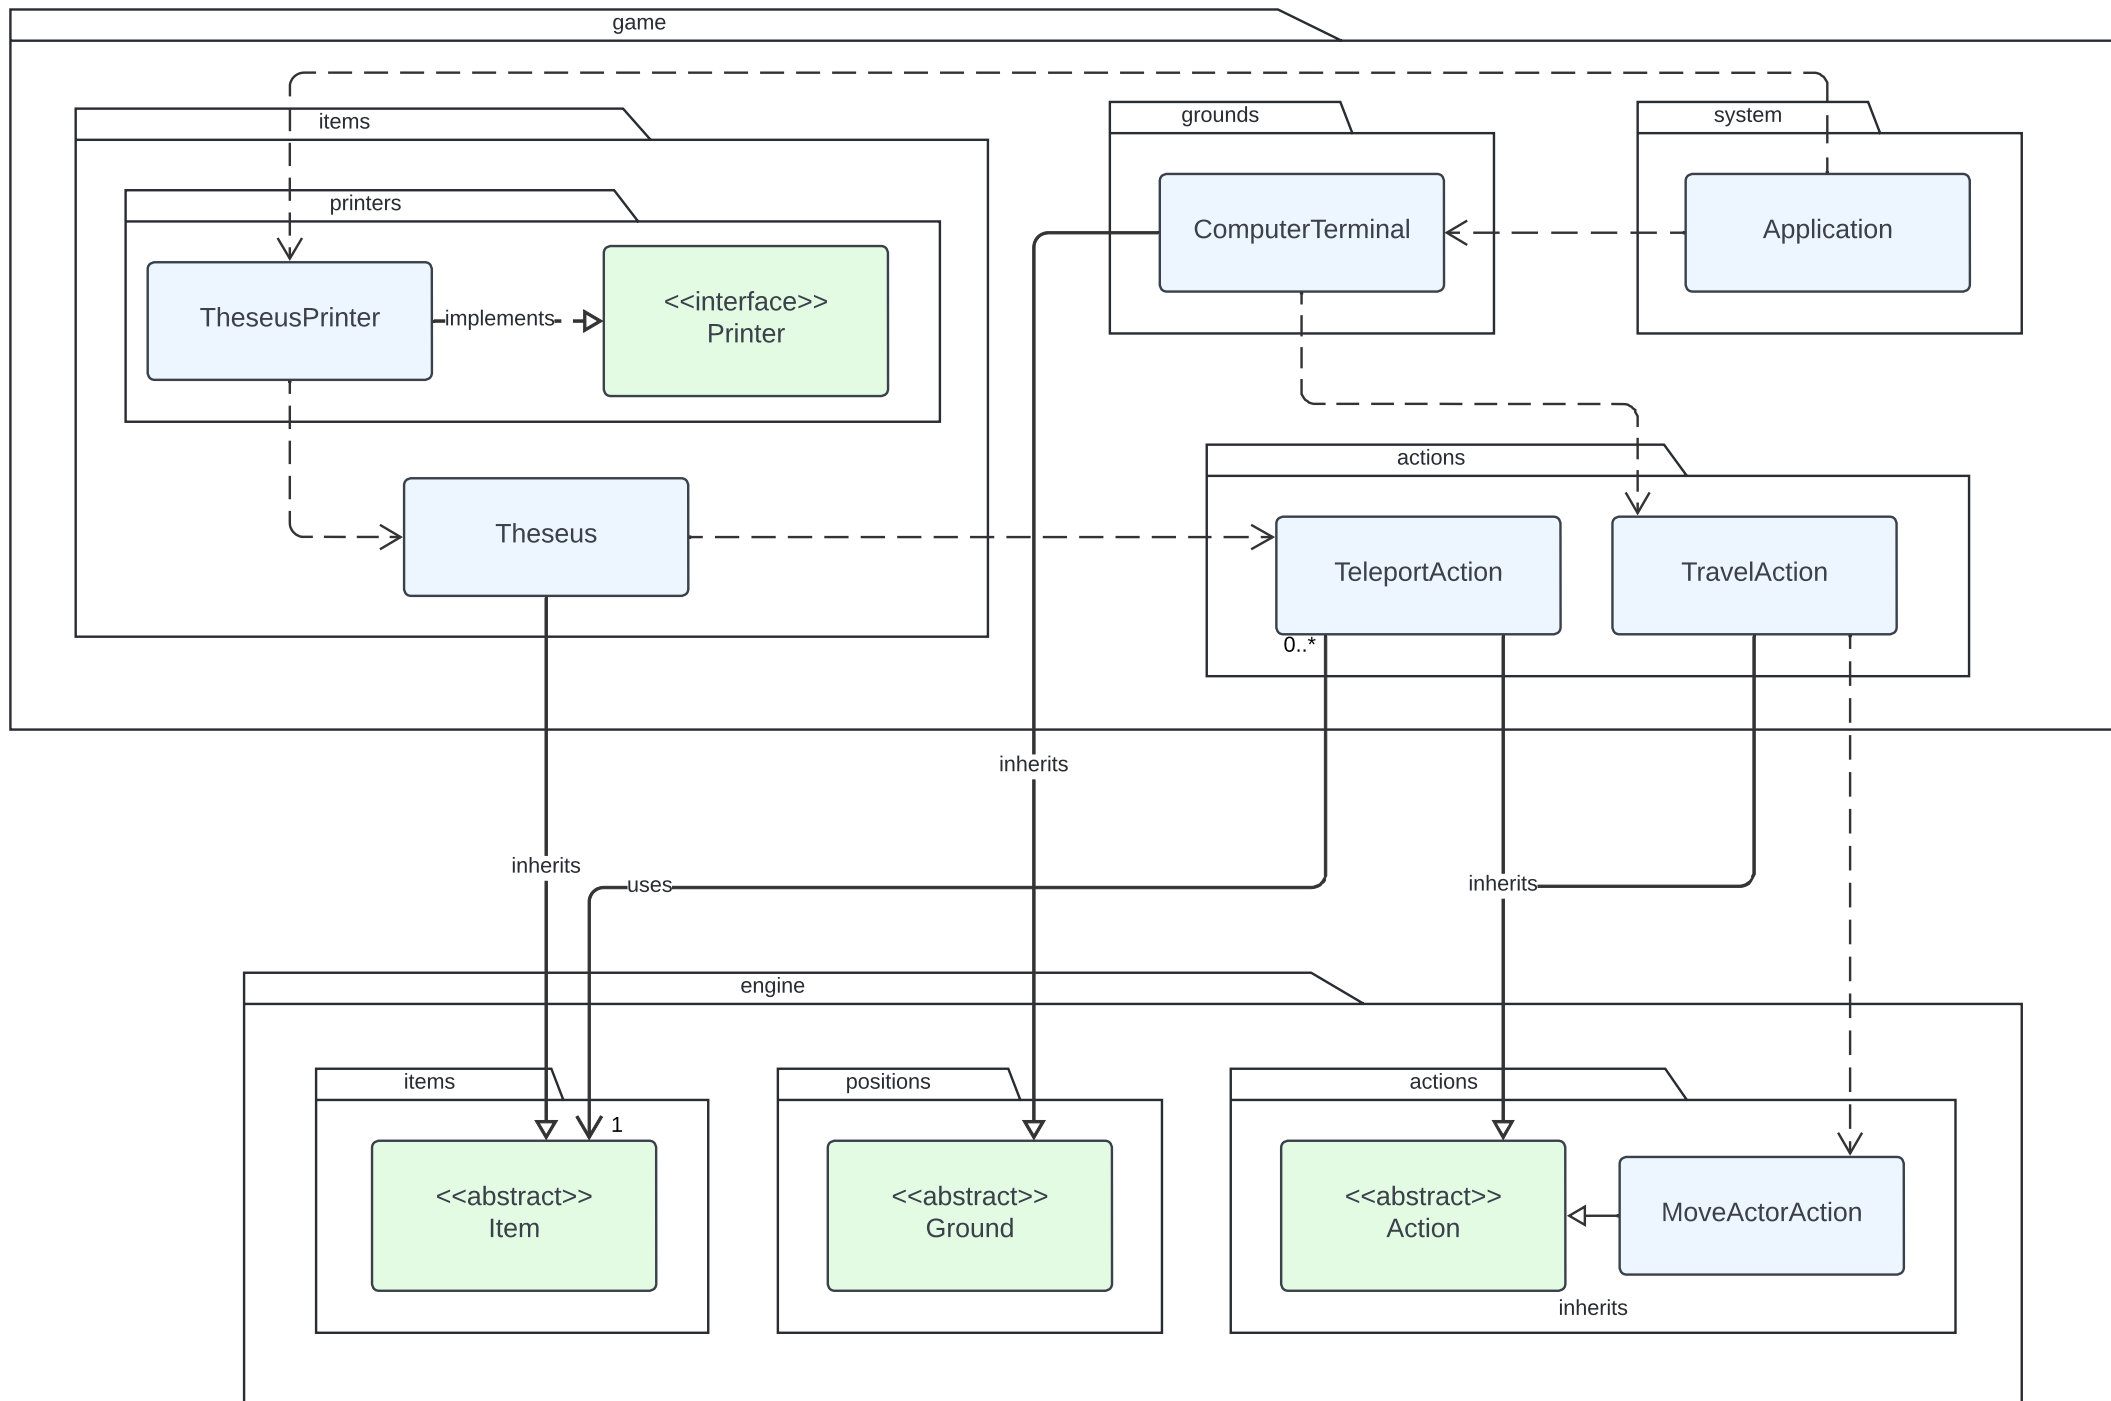 game
items
grounds
system
printers
ComputerTerminal
Application
TheseusPrinter
implements
<<interface>>
Printer
actions
Theseus
TeleportAction
TravelAction
0..*
inherits
inherits
uses
inherits
engine
items
positions
actions
1
<<abstract>>
Item
<<abstract>>
Ground
<<abstract>>
Action
MoveActorAction
inherits